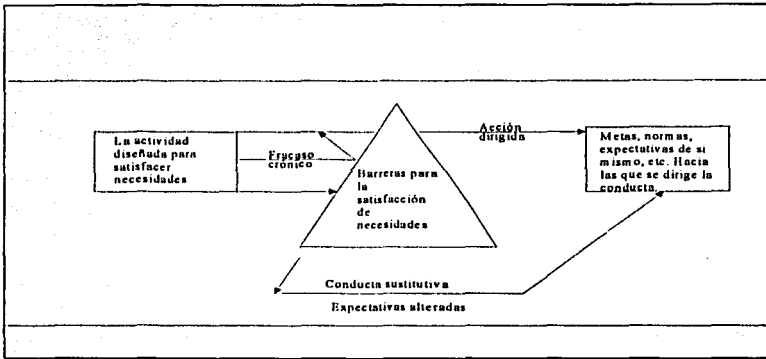 La actividad
diseñada para
satisfacer
necesidades
Fracaso
crónico
Barreras para
la
satisfacción
de
necesidades
Acción
dirigida
Metas, normas,
expectativas de si
mismo, etc. Hacia
las que se dirige la
conducta.
Conducta sustitutiva
Expectativas alteradas